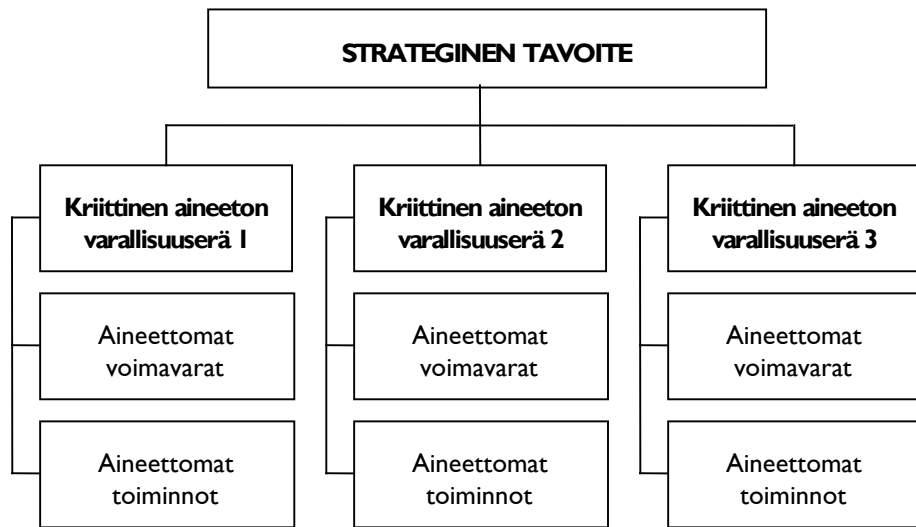 STRATEGINEN TAVOITE
Kriittinen aineeton
varallisuuserä 1
Aineettomat
voimavarat
Aineettomat
toiminnot
Kriittinen aineeton
varallisuuserä 2
Aineettomat
voimavarat
Aineettomat
toiminnot
Kriittinen aineeton
varallisuuserä 3
Aineettomat
voimavarat
Aineettomat
toiminnot